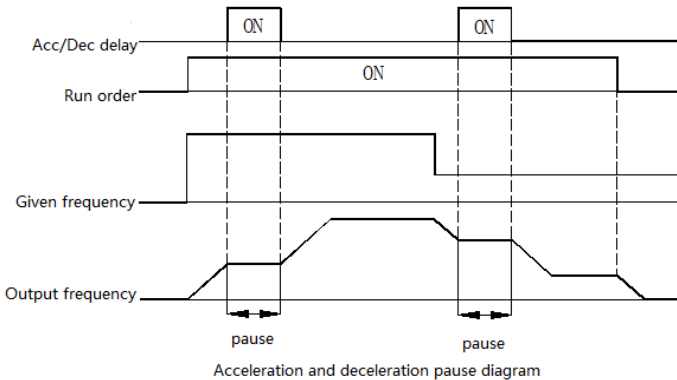 ON
ON
Acc/Dec delay
ON
Run order
Given frequency
Output frequency
pause
pause
Acceleration and deceleration pause diagram